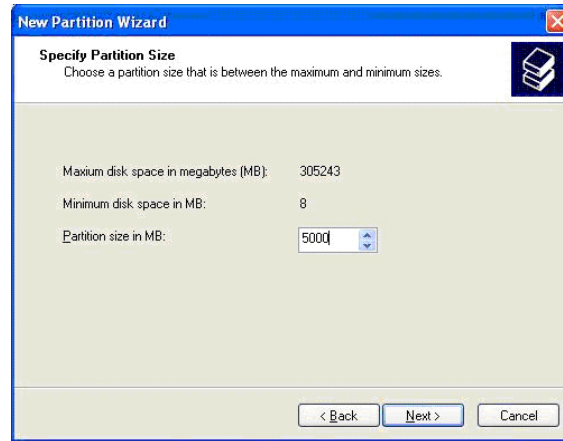 New Partition Wizard
Specify Partition Size
Choose a partition size that is between the maximum and minimum sizes.
Maxium disk space in megabytes (MB): 305243
Minimum disk space in MB: 8
Partition size in MB: 5000
< Back Next > Cancel